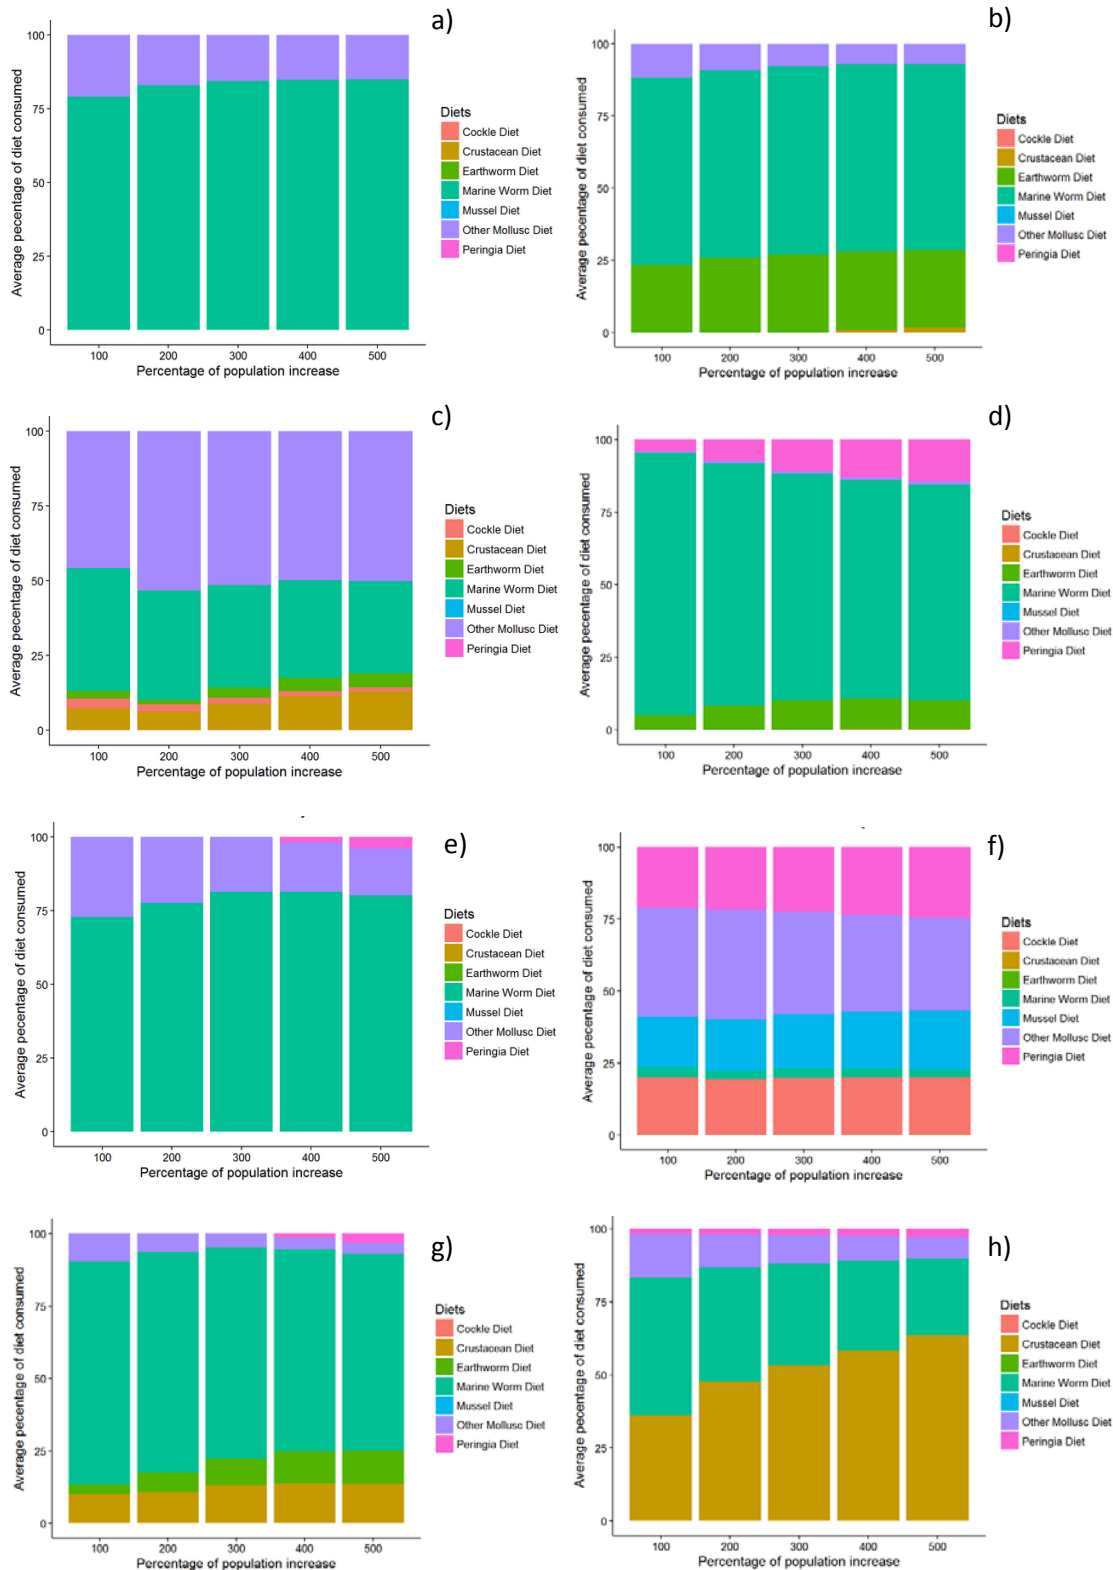 a)
Average pecentage of diet consumed
100
75
50
25
0
100 200 300 400 500
Percentage of population increase
Diets
Cockle Diet
Crustacean Diet
Earthworm Diet
Marine Worm Diet
Mussel Diet
Other Mollusc Diet
Peringia Diet
b)
Average pecentage of diet consumed
100
75
50
25
0
100 200 300 400 500
Percentage of population increase
Diets
Cockle Diet
Crustacean Diet
Earthworm Diet
Marine Worm Diet
Mussel Diet
Other Mollusc Diet
Peringia Diet
c)
Average pecentage of diet consumed
100
75
50
25
0
100 200 300 400 500
Percentage of population increase
Diets
Cockle Diet
Crustacean Diet
Earthworm Diet
Marine Worm Diet
Mussel Diet
Other Mollusc Diet
Peringia Diet
d)
Average pecentage of diet consumed
100
75
50
25
0
100 200 300 400 500
Percentage of population increase
Diets
Cockle Diet
Crustacean Diet
Earthworm Diet
Marine Worm Diet
Mussel Diet
Other Mollusc Diet
Peringia Diet
e)
Average pecentage of diet consumed
100
75
50
25
0
100 200 300 400 500
Percentage of population increase
Diets
Cockle Diet
Crustacean Diet
Earthworm Diet
Marine Worm Diet
Mussel Diet
Other Mollusc Diet
Peringia Diet
f)
Average pecentage of diet consumed
100
75
50
25
0
100 200 300 400 500
Percentage of population increase
Diets
Cockle Diet
Crustacean Diet
Earthworm Diet
Marine Worm Diet
Mussel Diet
Other Mollusc Diet
Peringia Diet
g)
Average pecentage of diet consumed
100
75
50
25
0
100 200 300 400 500
Percentage of population increase
Diets
Cockle Diet
Crustacean Diet
Earthworm Diet
Marine Worm Diet
Mussel Diet
Other Mollusc Diet
Peringia Diet
h)
Average pecentage of diet consumed
100
75
50
25
0
100 200 300 400 500
Percentage of population increase
Diets
Cockle Diet
Crustacean Diet
Earthworm Diet
Marine Worm Diet
Mussel Diet
Other Mollusc Diet
Peringia Diet